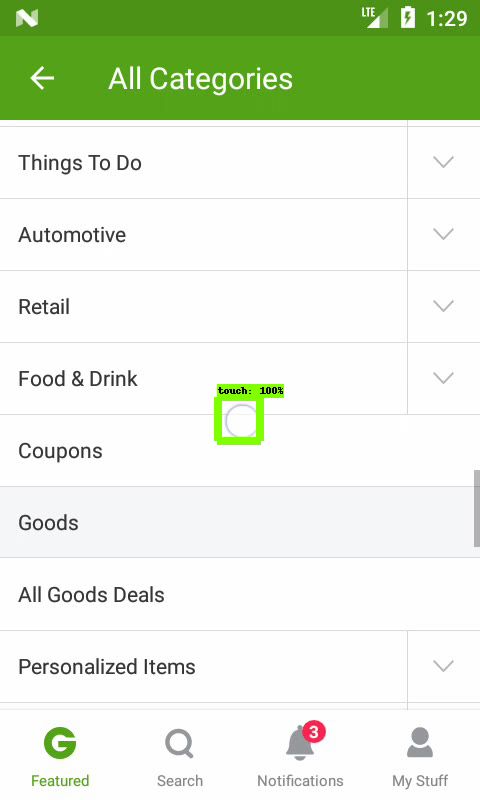 LTE 1:29
All Categories
Things To Do
Automotive
Retail
Food & Drink
touch: 100%
Coupons
Goods
All Goods Deals
Personalized Items
3
Featured Search Notifications My Stuff